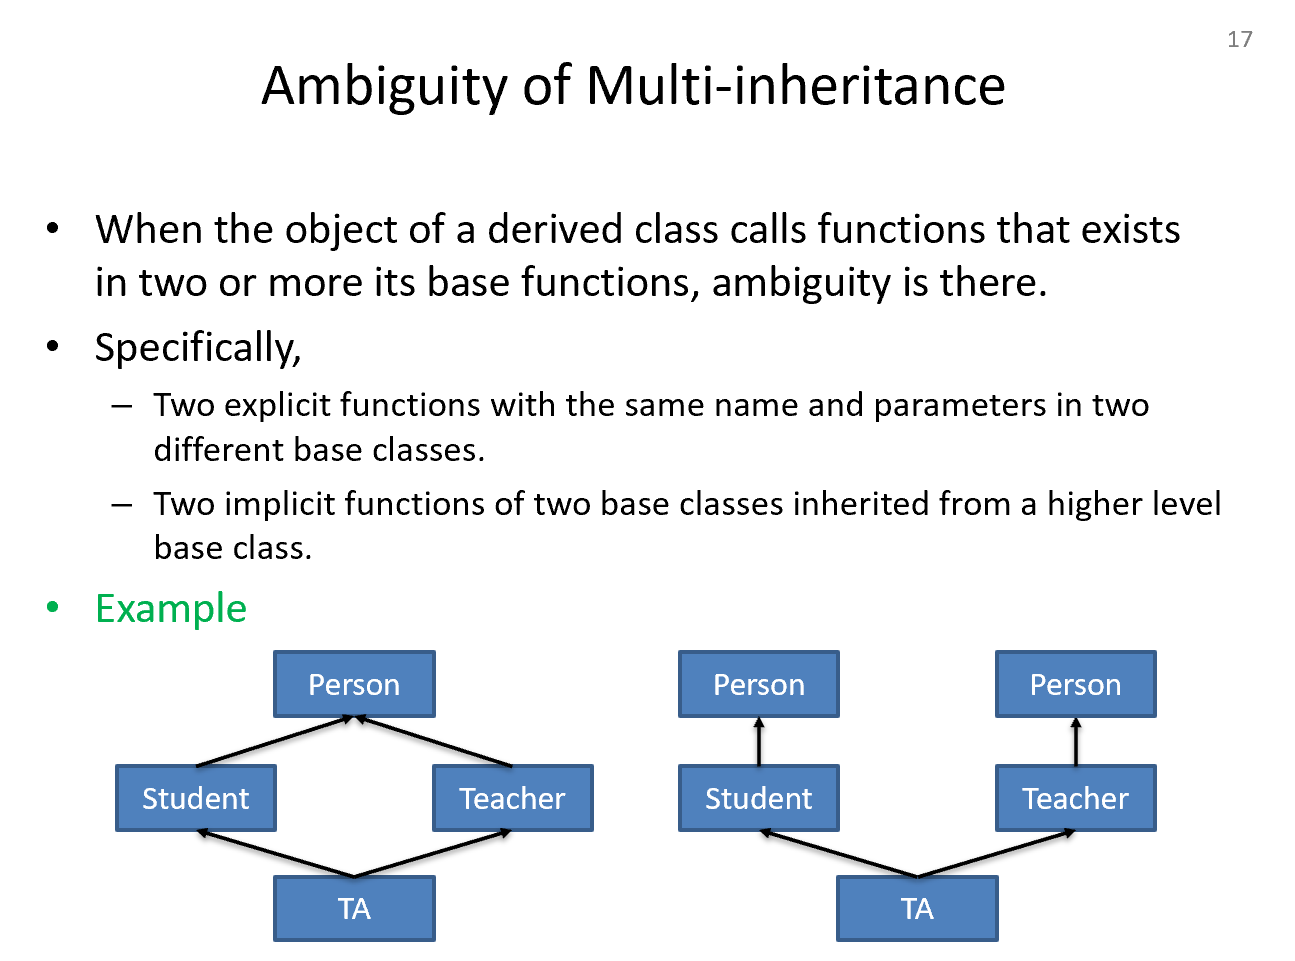 17
Ambiguity of Multi-inheritance
• When the object of a derived class calls functions that exists
in two or more its base functions, ambiguity is there.
• Specifically,
– Two explicit functions with the same name and parameters in two
different base classes.
– Two implicit functions of two base classes inherited from a higher level
base class.
• Example
Person
Person
Person
Student
Teacher
Student
Teacher
TA
TA